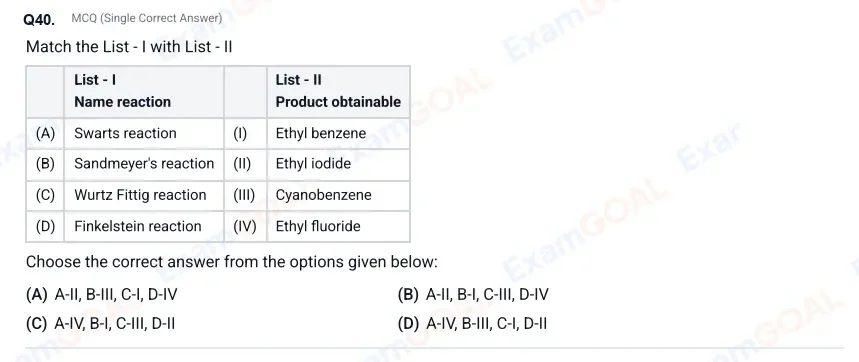 Q40. MCQ (Single Correct Answer)
Match the List - I with List - II
List - I List - II
Name reaction Product obtainable
(A) Swarts reaction (I) Ethyl benzene
(B) Sandmeyer's reaction (II) Ethyl iodide
(C) Wurtz Fittig reaction (III) Cyanobenzene
(D) Finkelstein reaction (IV) Ethyl fluoride
Choose the correct answer from the options given below:
(A) A-II, B-III, C-I, D-IV (B) A-II, B-I, C-III, D-IV
(C) A-IV, B-I, C-III, D-II (D) A-IV, B-III, C-I, D-II
ExamGOAL